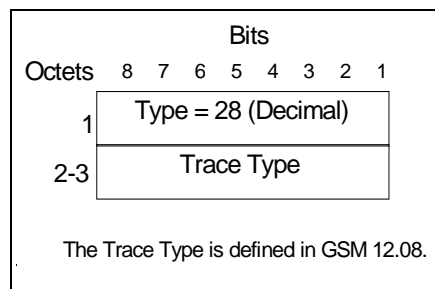 Bits
Octets 8 7 6 5 4 3 2 1
1 Type = 28 (Decimal)
2-3 Trace Type
The Trace Type is defined in GSM 12.08.
.